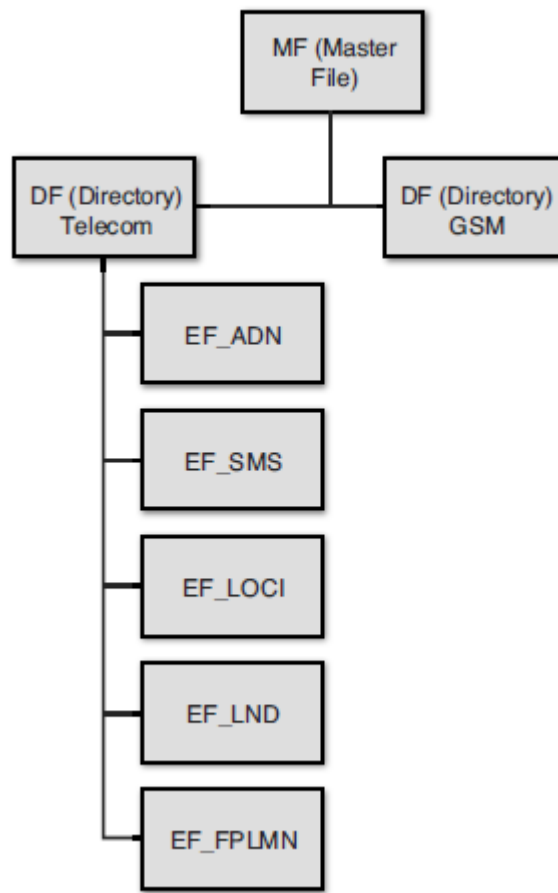 MF (Master
File)
DF (Directory)
Telecom
DF (Directory)
GSM
EF_ADN
EF_SMS
EF_LOCI
EF_LND
EF_FPLMN